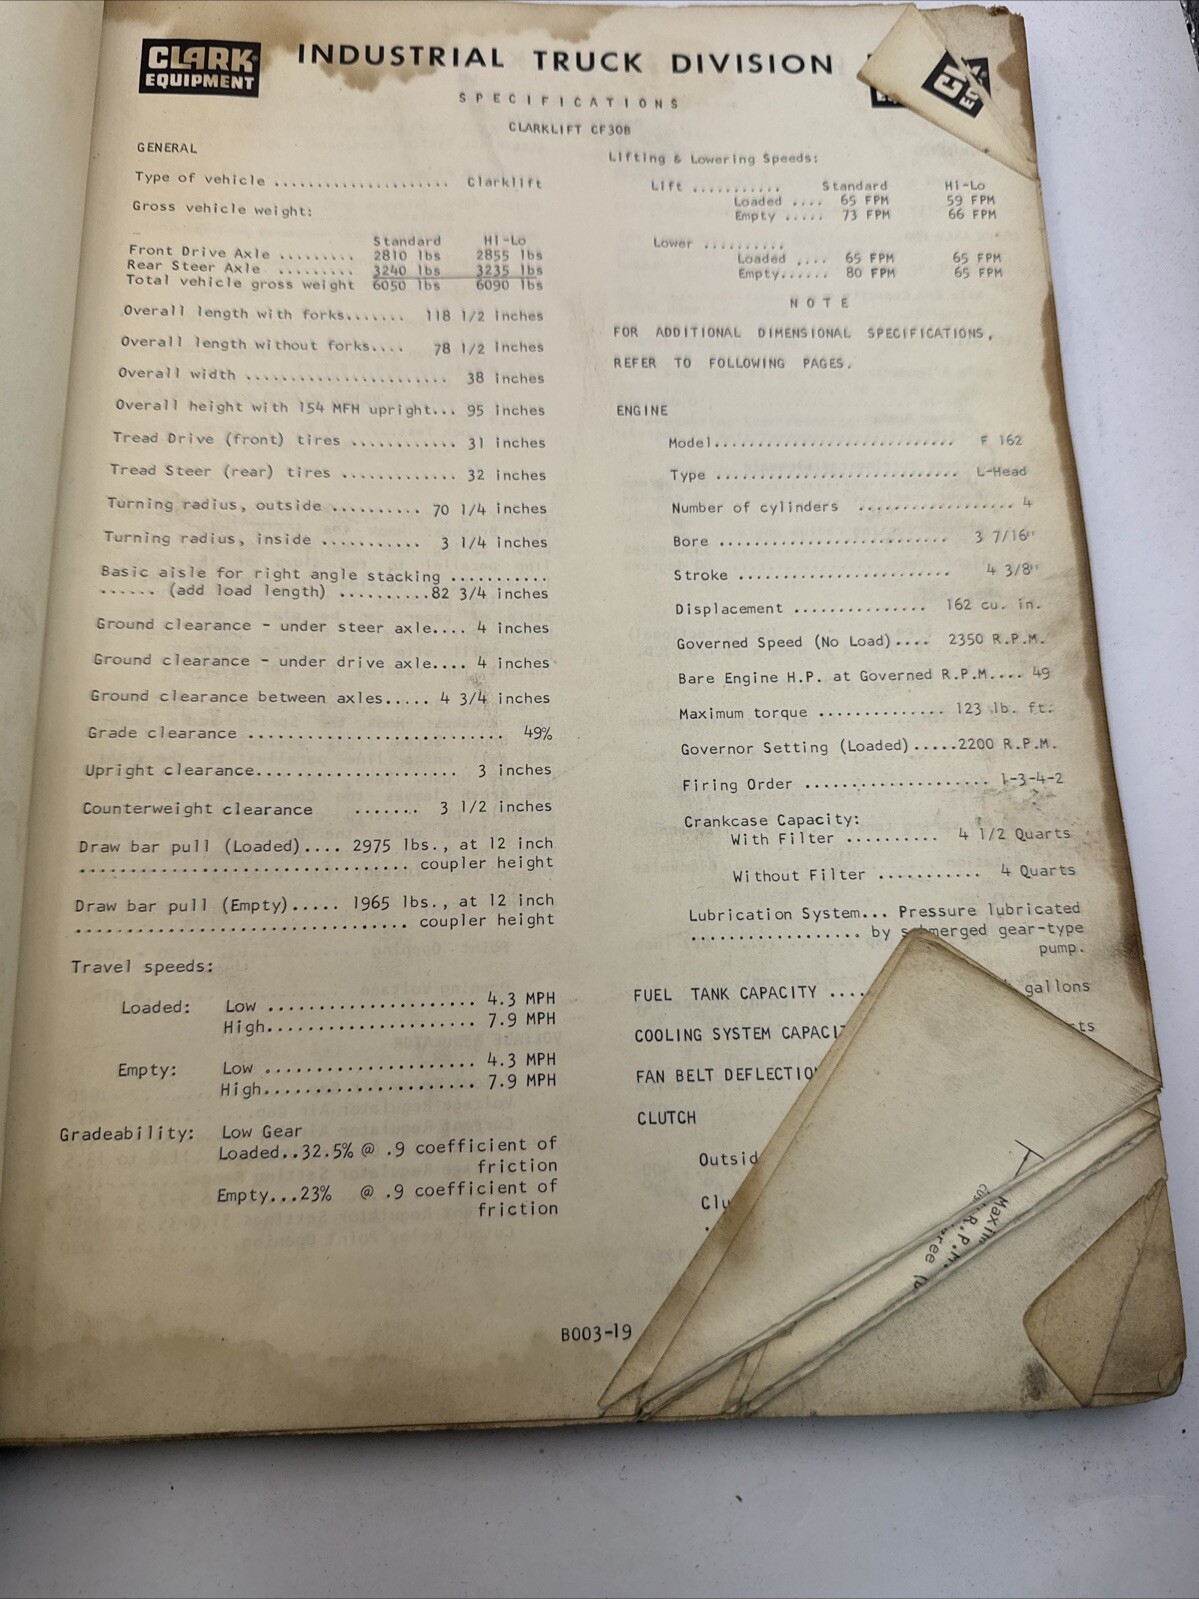 CLARK
EQUIPMENT
INDUSTRIAL TRUCK DIVISION
SPECIFICATIONS
CLARKLIFT CF30B
GENERAL
Type of vehicle .................... Clarklift
Gross vehicle weight:
Standard Hi-Lo
Front Drive Axle ......... 2810 lbs 2855 lbs
Rear Steer Axle ......... 3240 lbs 3235 lbs
Total vehicle gross weight 6050 lbs 6090 lbs
Overall length with forks....... 118 1/2 inches
Overall length without forks.... 78 1/2 inches
Overall width ....................... 38 inches
Overall height with 154 MFH upright... 95 inches
Tread Drive (front) tires ............ 31 inches
Tread Steer (rear) tires ............. 32 inches
Turning radius, outside .......... 70 1/4 inches
Turning radius, inside ........... 3 1/4 inches
Basic aisle for right angle stacking ...........
...... (add load length) ..........82 3/4 inches
Ground clearance - under steer axle.... 4 inches
Ground clearance - under drive axle.... 4 inches
Ground clearance between axles..... 4 3/4 inches
Grade clearance ............................ 49%
Upright clearance...................... 3 inches
Counterweight clearance ....... 3 1/2 inches
Draw bar pull (Loaded).... 2975 lbs., at 12 inch
.................................. coupler height
Draw bar pull (Empty)..... 1965 lbs., at 12 inch
.................................. coupler height
Travel speeds:
Loaded: Low ...................... 4.3 MPH
High...................... 7.9 MPH
Empty: Low ...................... 4.3 MPH
High...................... 7.9 MPH
Gradeability: Low Gear
Loaded..32.5% @ .9 coefficient of
friction
Empty...23% @ .9 coefficient of
friction
Lifting & Lowering Speeds:
Lift ........... Standard Hi-Lo
Loaded .... 65 FPM 59 FPM
Empty ..... 73 FPM 66 FPM
Lower ..........
Loaded .... 65 FPM 65 FPM
Empty...... 80 FPM 65 FPM
NOTE
FOR ADDITIONAL DIMENSIONAL SPECIFICATIONS,
REFER TO FOLLOWING PAGES.
ENGINE
Model............................ F 162
Type ............................ L-Head
Number of cylinders .................. 4
Bore .......................... 3 7/16"
Stroke ........................ 4 3/8"
Displacement ............... 162 cu. in.
Governed Speed (No Load).... 2350 R.P.M.
Bare Engine H.P. at Governed R.P.M.... 49
Maximum torque .............. 123 lb. ft.
Governor Setting (Loaded).....2200 R.P.M.
Firing Order ..................... 1-3-4-2
Crankcase Capacity:
With Filter .......... 4 1/2 Quarts
Without Filter ........... 4 Quarts
Lubrication System... Pressure lubricated
.................. by submerged gear-type
pump.
FUEL TANK CAPACITY .... gallons
COOLING SYSTEM
FAN BELT
CLUTCH
R.P.M.
B003-19